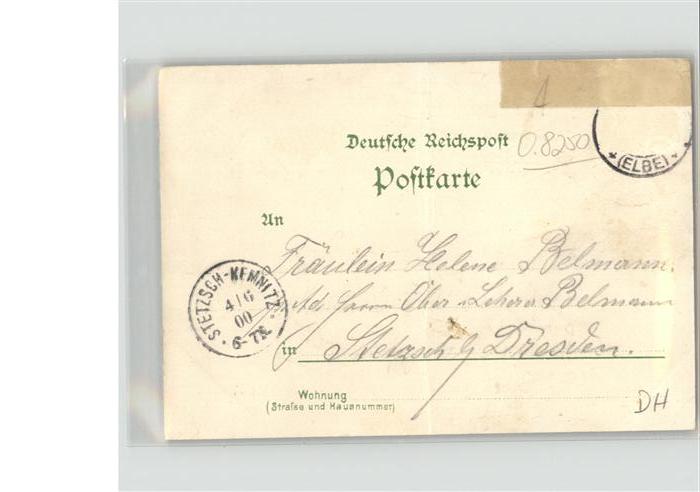 Deutsche Reichspost
0.8250
Postkarte
(ELBE)
An
Fräulein Helene Belmann.
Ad. Herrn Ober-Lehrer Belmann
STETZSCH-KEMNITZ
4/6
00
6-7N.
in Stetzsch b/ Dresden.
Wohnung
(Straße und Hausnummer)
DH